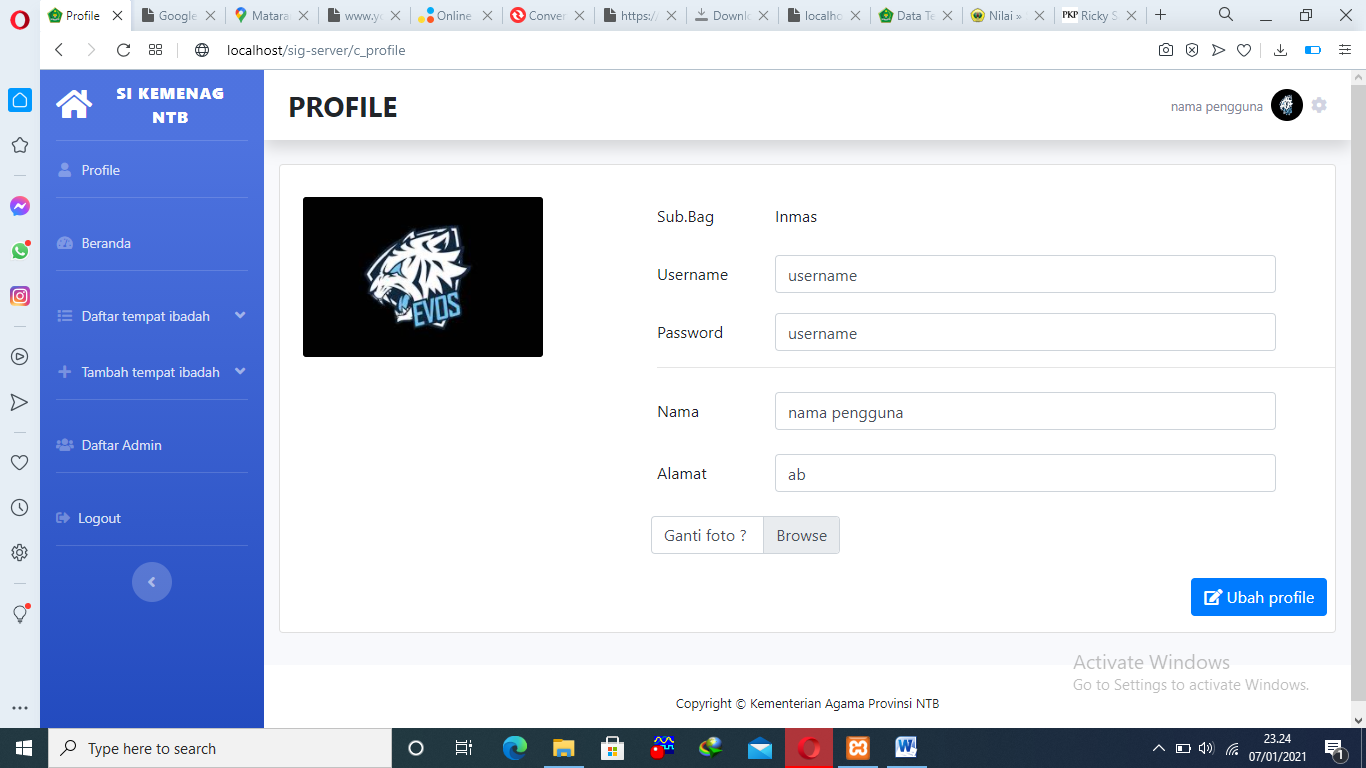 Profile
Google
Matara
www.yo
Online
Conver
https://
Downl
localho
Data Te
Nilai »
PKP Ricky S
localhost/sig-server/c_profile
SI KEMENAG
NTB
PROFILE
nama pengguna
Profile
Beranda
Daftar tempat ibadah
Tambah tempat ibadah
Daftar Admin
Logout
EVOS
Sub.Bag Inmas
Username username
Password username
Nama nama pengguna
Alamat ab
Ganti foto ? Browse
Ubah profile
Activate Windows
Go to Settings to activate Windows.
Copyright © Kementerian Agama Provinsi NTB
Type here to search
23.24
07/01/2021
1